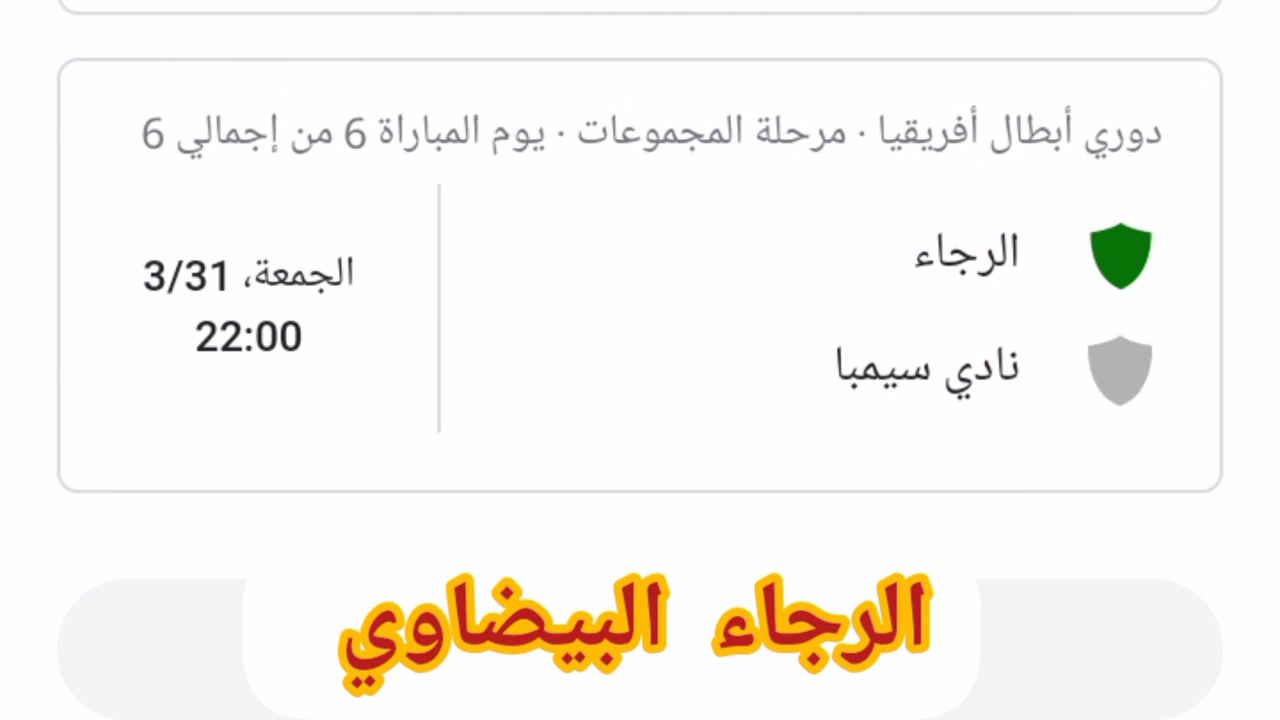 دوري أبطال أفريقيا · مرحلة المجموعات · يوم المباراة 6 من إجمالي 6
الرجاء
نادي سيمبا
الجمعة، 3/31
22:00
الرجاء البيضاوي